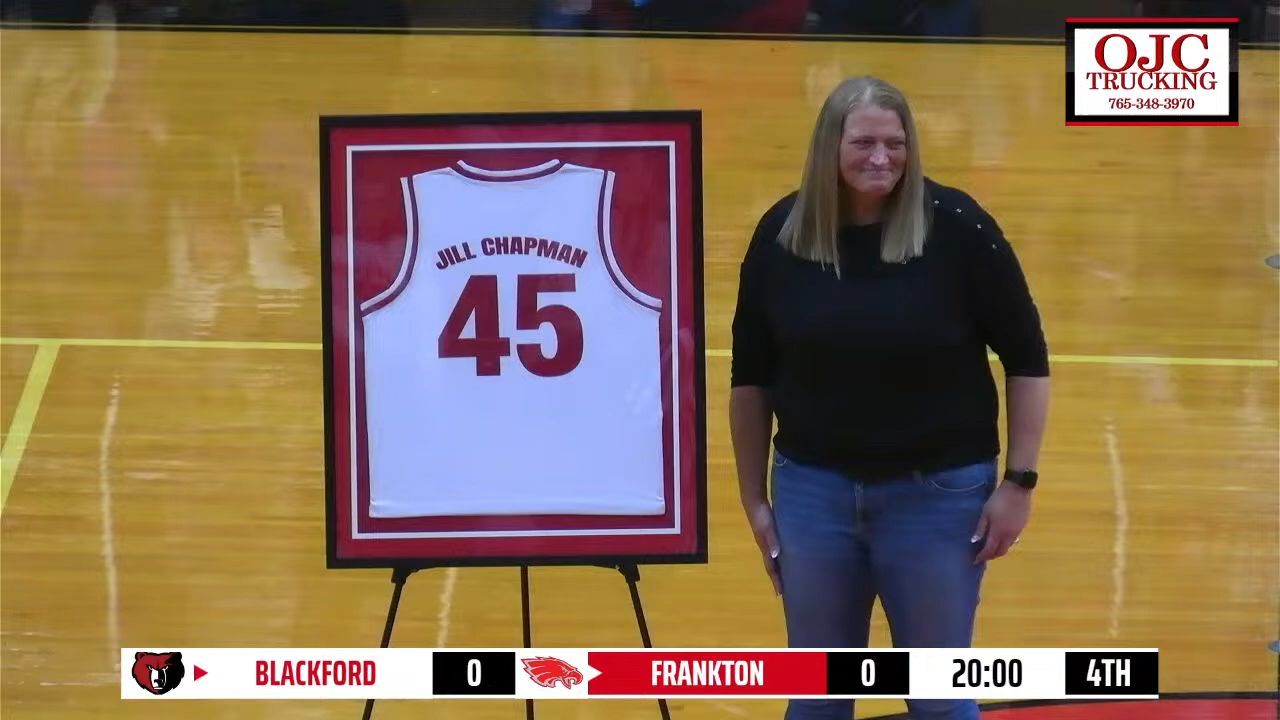 OJC
TRUCKING
765-348-3970
JILL CHAPMAN
45
BLACKFORD 0 FRANKTON 0 20:00 4TH